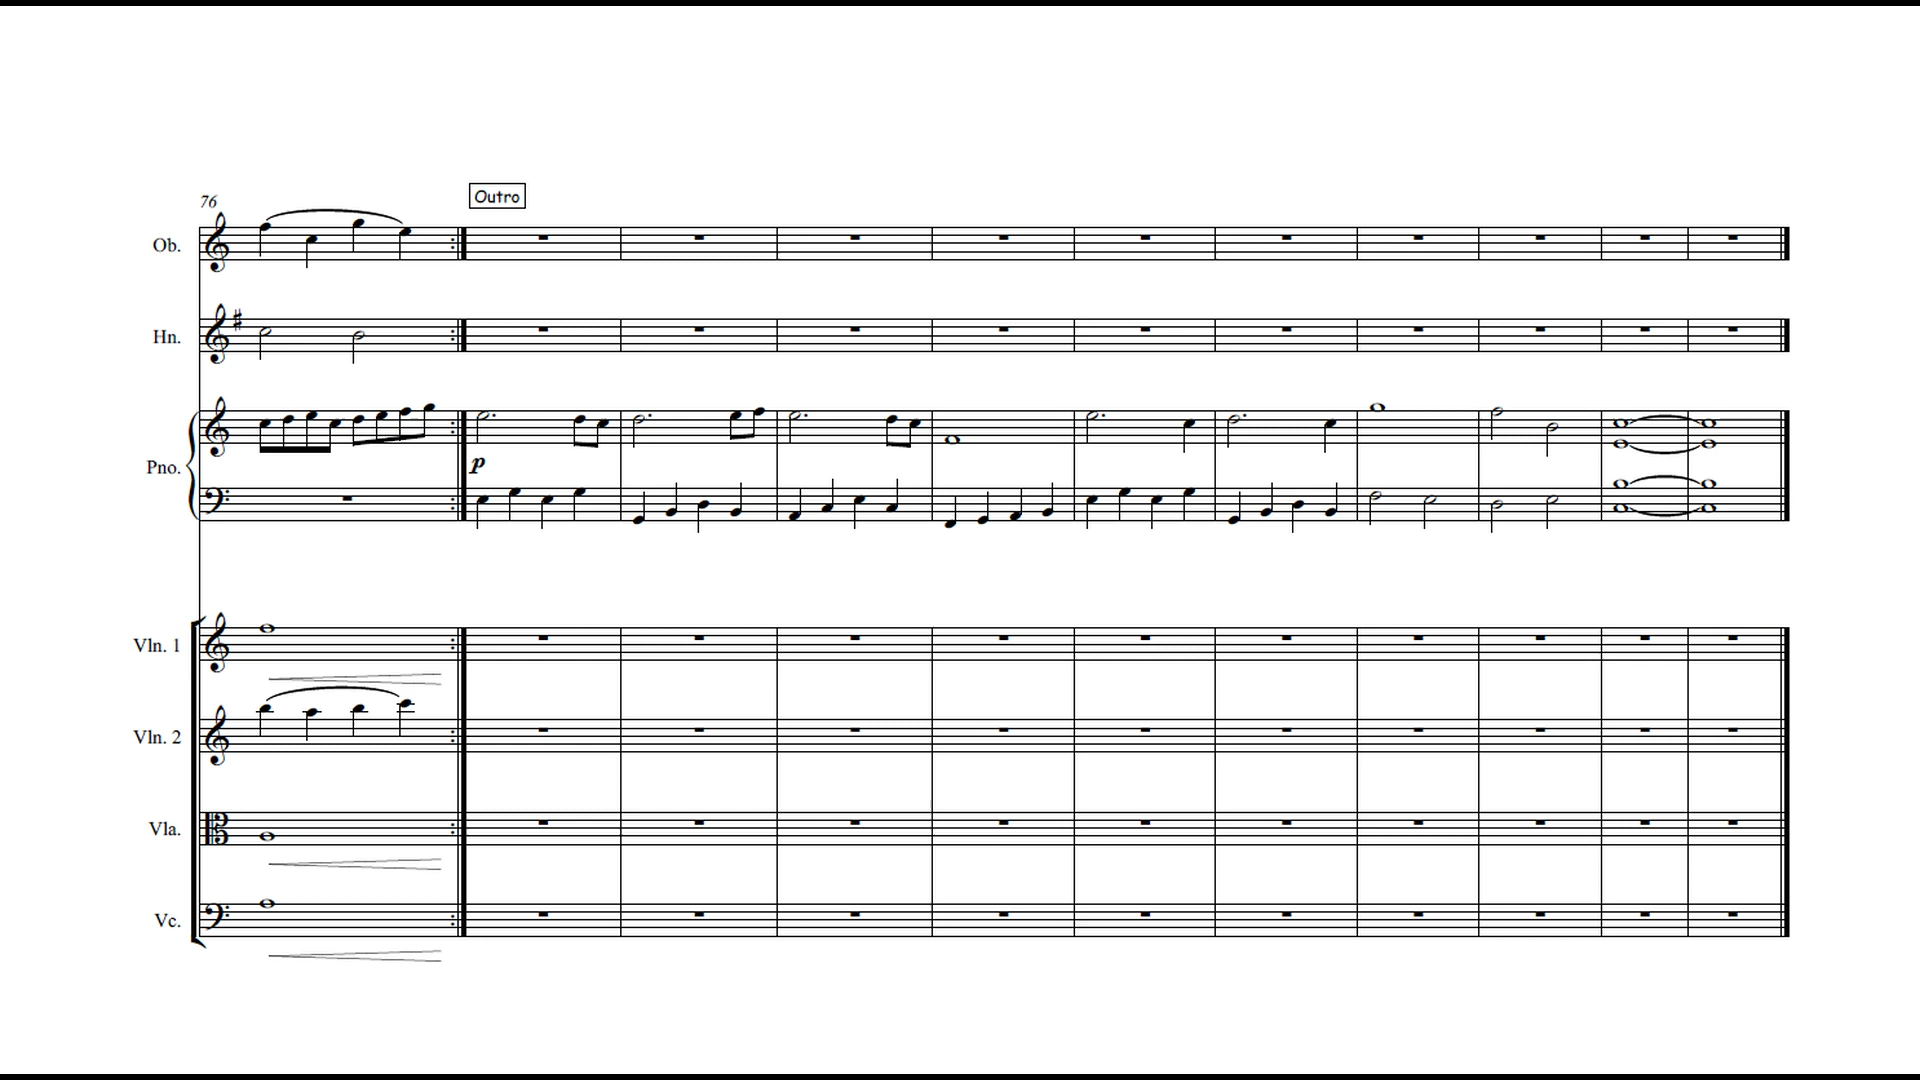 76
Outro
Ob.
Hn.
Pno.
p
Vln. 1
Vln. 2
Vla.
Vc.